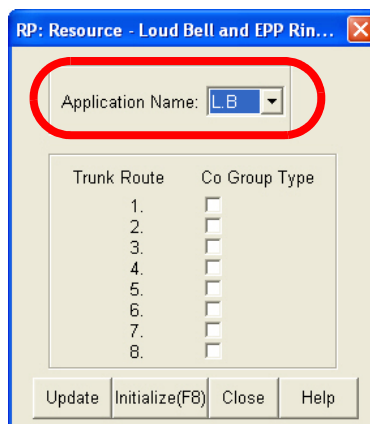 RP: Resource - Loud Bell and EPP Rin...
Application Name: L.B
Trunk Route Co Group Type
1.
2.
3.
4.
5.
6.
7.
8.
Update Initialize(F8) Close Help